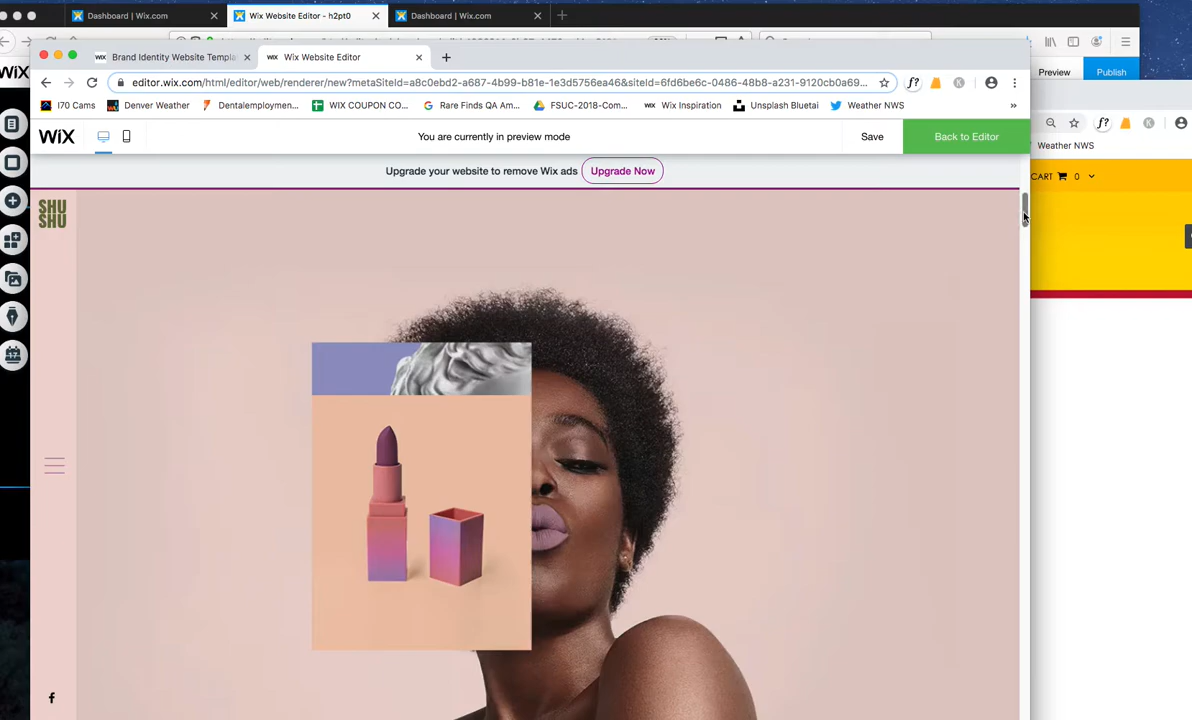 Dashboard | Wix.com
Wix Website Editor - h2pt0
Dashboard | Wix.com
Brand Identity Website Templa
Wix Website Editor
editor.wix.com/html/editor/web/renderer/new?metaSiteId=a8c0ebd2-a687-4b99-b81e-1e3d5756ea46&siteId=6fd6be6c-0486-48b8-a231-9120cb0a69...
I70 Cams
Denver Weather
Dentalemploymen...
WIX COUPON CO...
Rare Finds QA Am...
FSUC-2018-Com...
Wix Inspiration
Unsplash Bluetai
Weather NWS
»
WiX
You are currently in preview mode
Save
Back to Editor
Upgrade your website to remove Wix ads
Upgrade Now
SHU
SHU
Preview
Publish
Weather NWS
CART 0